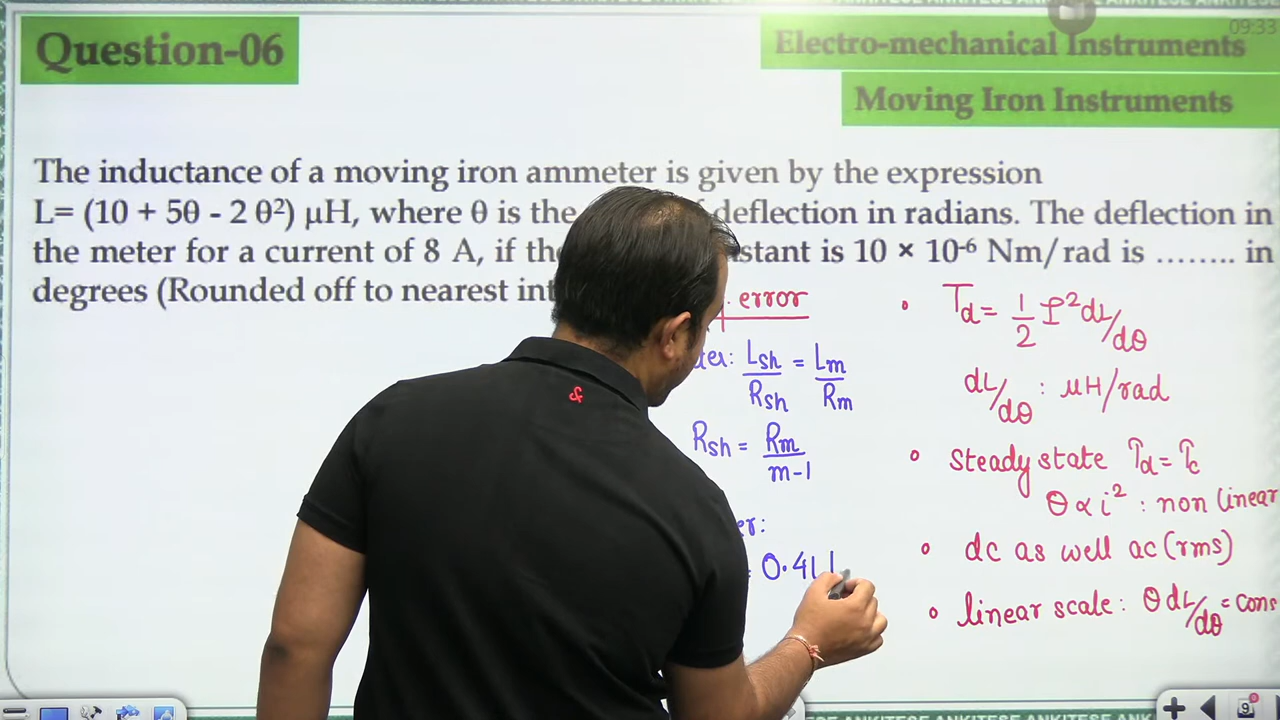 Question-06
Electro-mechanical Instruments
09:33
Moving Iron Instruments
The inductance of a moving iron ammeter is given by the expression
L= (10 + 5θ - 2 θ²) μH, where θ is the deflection in radians. The deflection in
the meter for a current of 8 A, if the constant is 10 × 10⁻⁶ Nm/rad is …….. in
degrees (Rounded off to nearest int
error
Lsh/Rsh = Lm/Rm
Rsh = Rm/m-1
0.41
• Td = 1/2 I² dL/dθ
dL/dθ : μH/rad
• Steady state Td = Tc
θ ∝ i² : non linear
• dc as well ac (rms)
• linear scale : θ dL/dθ = cons